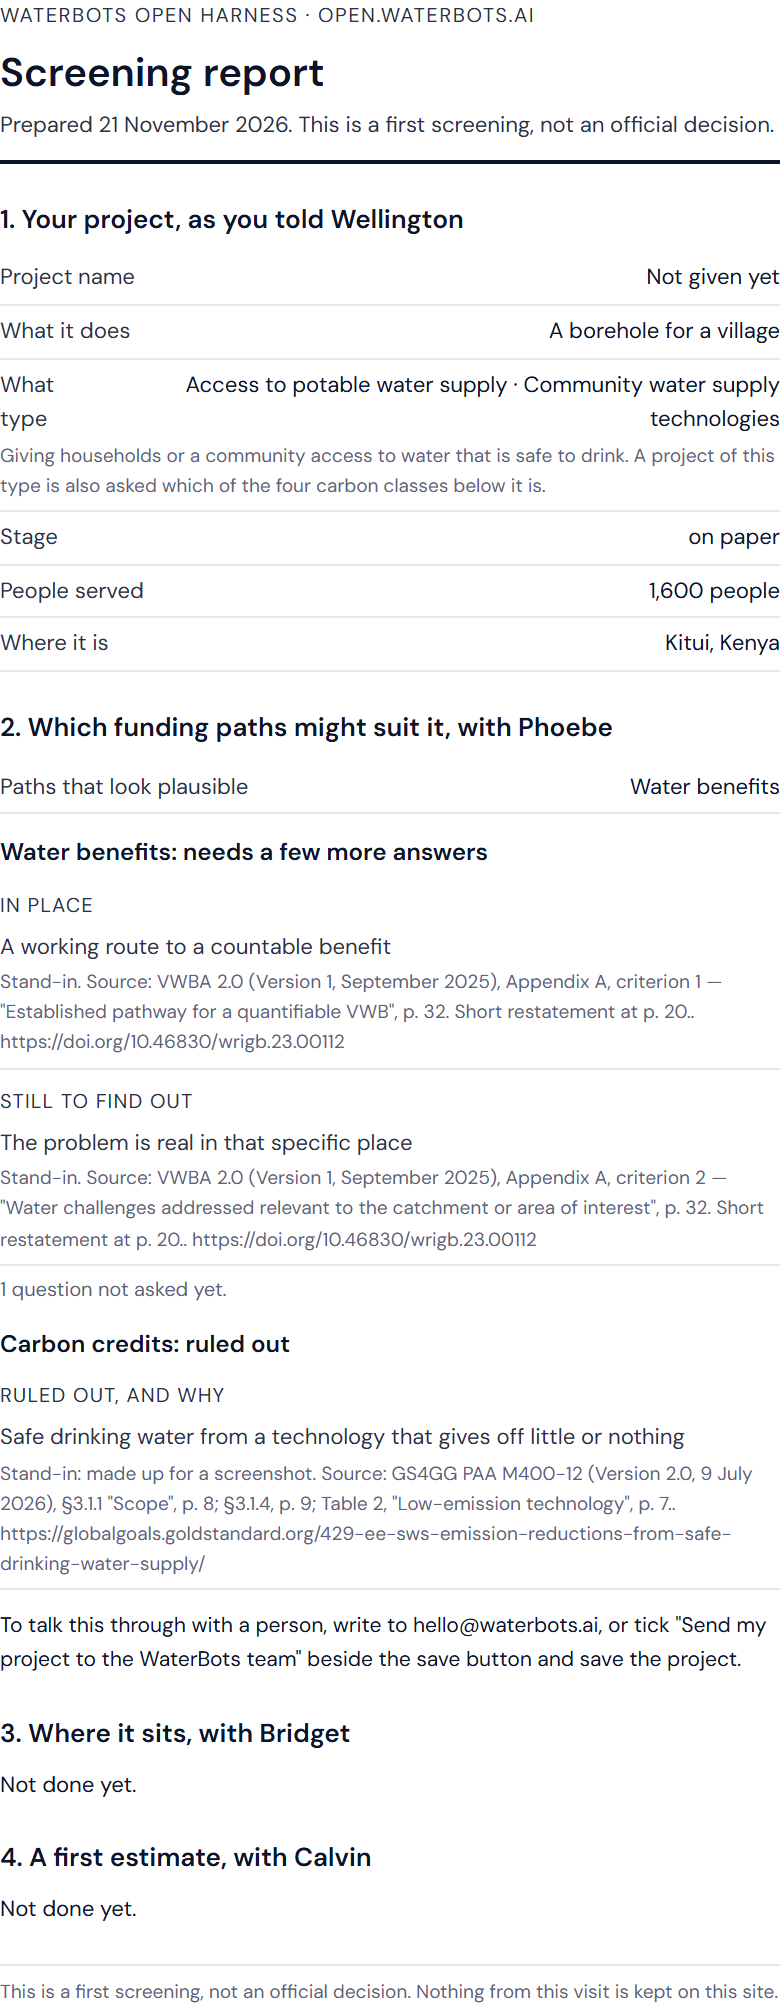 WATERBOTS OPEN HARNESS · OPEN.WATERBOTS.AI
Screening report
Prepared 21 November 2026. This is a first screening, not an official decision.
1. Your project, as you told Wellington
Project name Not given yet
What it does A borehole for a village
What Access to potable water supply · Community water supply
type technologies
Giving households or a community access to water that is safe to drink. A project of this
type is also asked which of the four carbon classes below it is.
Stage on paper
People served 1,600 people
Where it is Kitui, Kenya
2. Which funding paths might suit it, with Phoebe
Paths that look plausible Water benefits
Water benefits: needs a few more answers
IN PLACE
A working route to a countable benefit
Stand-in. Source: VWBA 2.0 (Version 1, September 2025), Appendix A, criterion 1 —
"Established pathway for a quantifiable VWB", p. 32. Short restatement at p. 20..
https://doi.org/10.46830/wrigb.23.00112
STILL TO FIND OUT
The problem is real in that specific place
Stand-in. Source: VWBA 2.0 (Version 1, September 2025), Appendix A, criterion 2 —
"Water challenges addressed relevant to the catchment or area of interest", p. 32. Short
restatement at p. 20.. https://doi.org/10.46830/wrigb.23.00112
1 question not asked yet.
Carbon credits: ruled out
RULED OUT, AND WHY
Safe drinking water from a technology that gives off little or nothing
Stand-in: made up for a screenshot. Source: GS4GG PAA M400-12 (Version 2.0, 9 July
2026), §3.1.1 "Scope", p. 8; §3.1.4, p. 9; Table 2, "Low-emission technology", p. 7..
https://globalgoals.goldstandard.org/429-ee-sws-emission-reductions-from-safe-
drinking-water-supply/
To talk this through with a person, write to hello@waterbots.ai, or tick "Send my
project to the WaterBots team" beside the save button and save the project.
3. Where it sits, with Bridget
Not done yet.
4. A first estimate, with Calvin
Not done yet.
This is a first screening, not an official decision. Nothing from this visit is kept on this site.